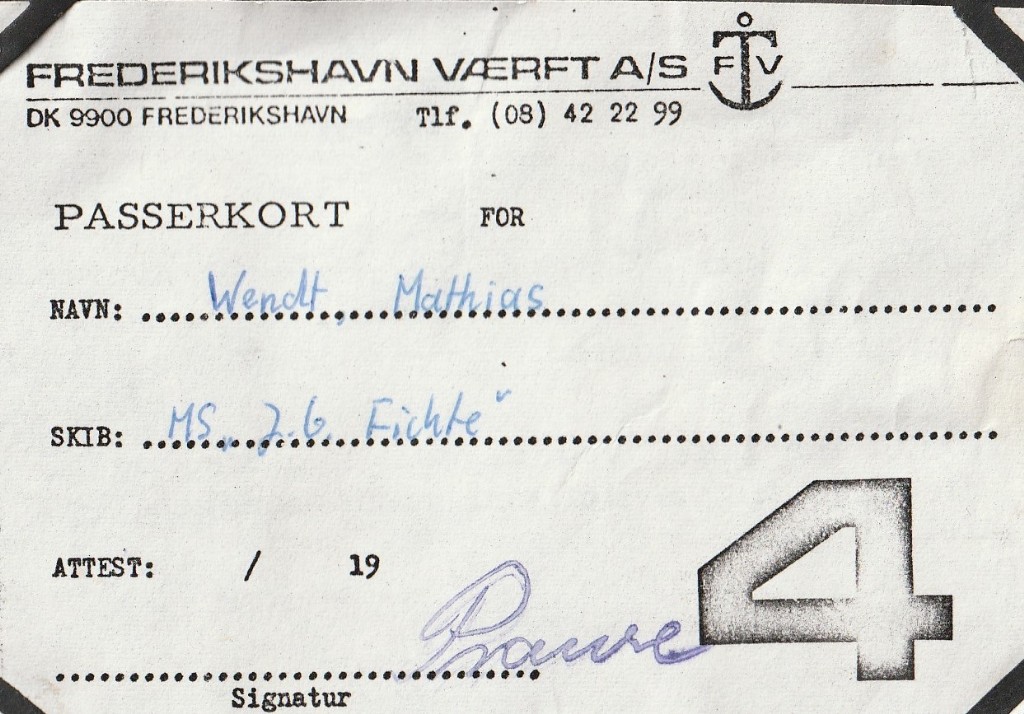 FREDERIKSHAVN VÆRFT A/S F V
DK 9900 FREDERIKSHAVN Tlf. (08) 42 22 99
PASSERKORT FOR
NAVN: Wendt, Mathias
SKIB: MS „J.G. Fichte“
ATTEST: / 19
4
Signatur